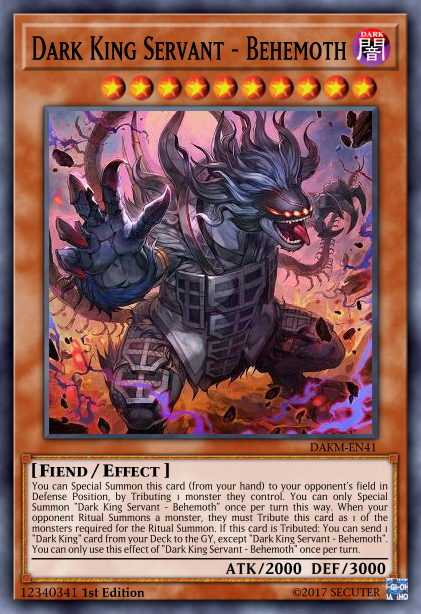 DARK KING SERVANT - BEHEMOTH
DARK
闇
DAKM-EN41
[FIEND / EFFECT ]
You can Special Summon this card (from your hand) to your opponent's field in
Defense Position, by Tributing 1 monster they control. You can only Special
Summon "Dark King Servant - Behemoth" once per turn this way. When your
opponent Ritual Summons a monster, they must Tribute this card as 1 of the
monsters required for the Ritual Summon. If this card is Tributed: You can send 1
"Dark King" card from your Deck to the GY, except "Dark King Servant - Behemoth".
You can only use this effect of "Dark King Servant - Behemoth" once per turn.
ATK/2000 DEF/3000
12340341 1st Edition ©2017 SECUTER